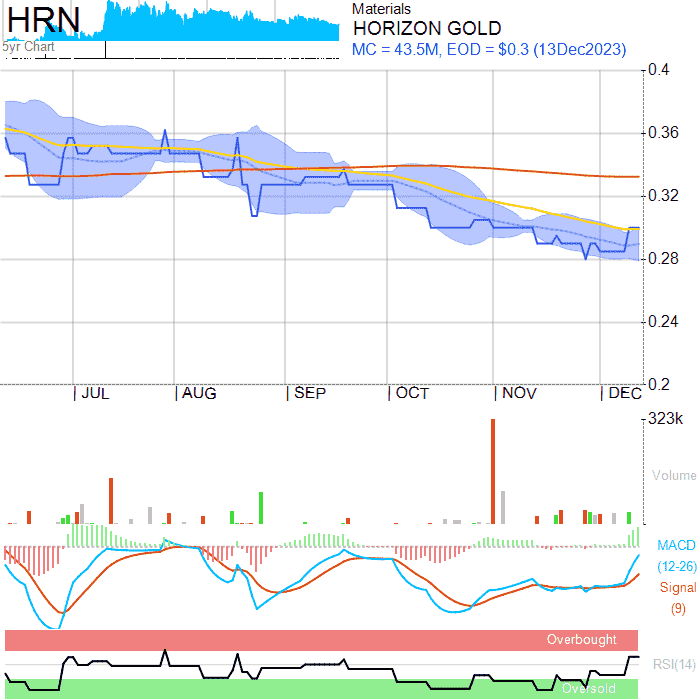 HRN
5yr Chart
Materials
HORIZON GOLD
MC = 43.5M, EOD = $0.3 (13Dec2023)
0.4
0.36
0.32
0.28
0.24
0.2
JUL AUG SEP OCT NOV DEC
323k
Volume
MACD
(12-26)
Signal
(9)
Overbought
RSI(14)
Oversold